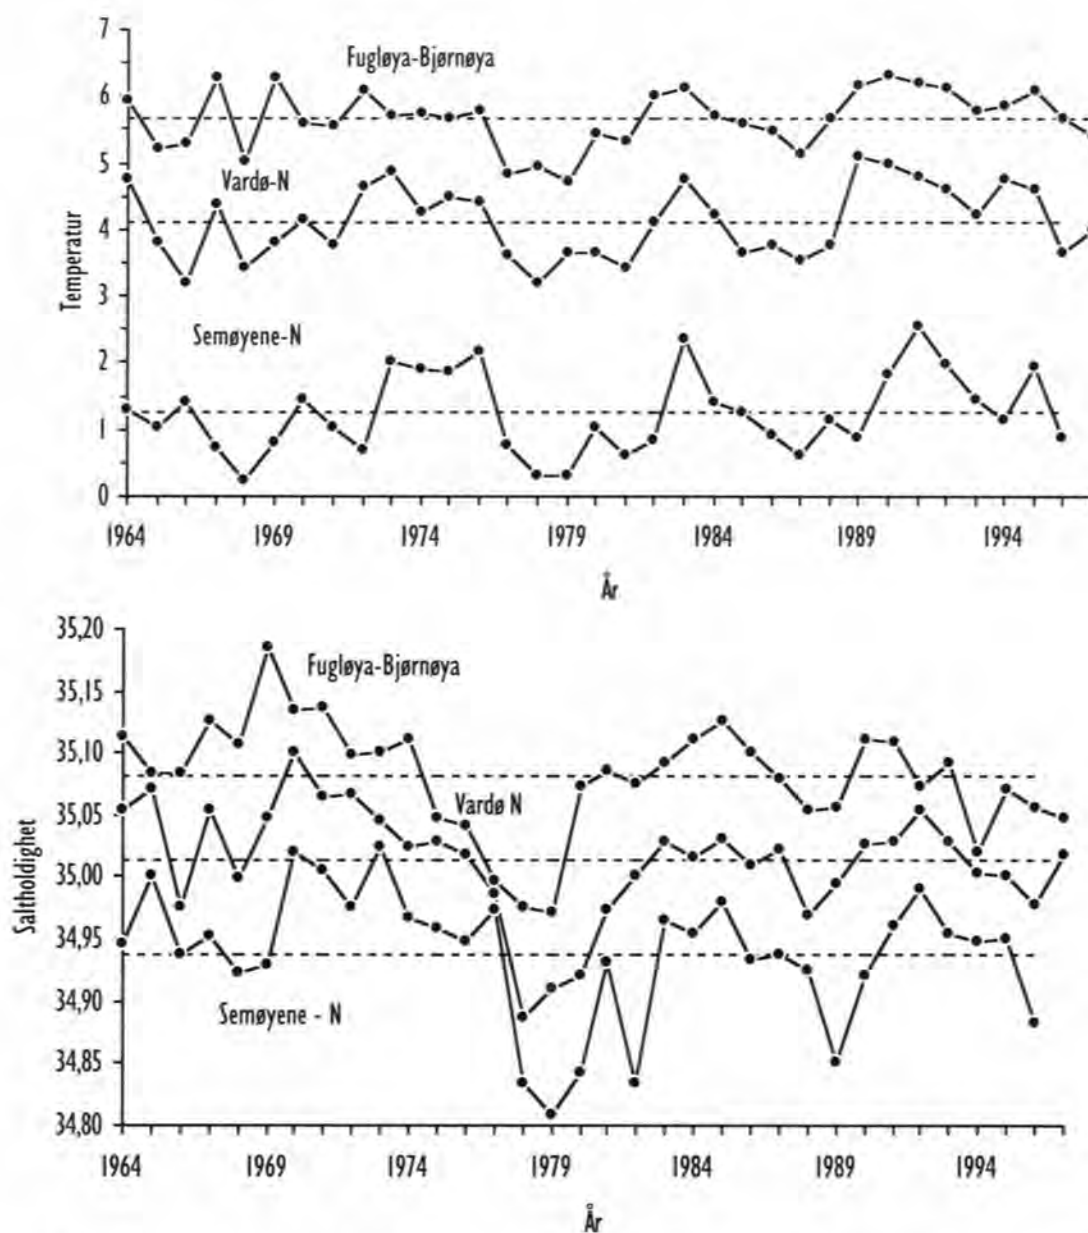 7
Fugløya-Bjørnøya
6
5
Vardø-N
4
Temperatur
3
Semøyene-N
2
1
0
1964 1969 1974 1979 1984 1989 1994
År
35,20
Fugløya-Bjørnøya
35,15
35,10
Vardø N
35,05
35,00
Saltholdighet
34,95
34,90
Semøyene - N
34,85
34,80
1964 1969 1974 1979 1984 1989 1994
År